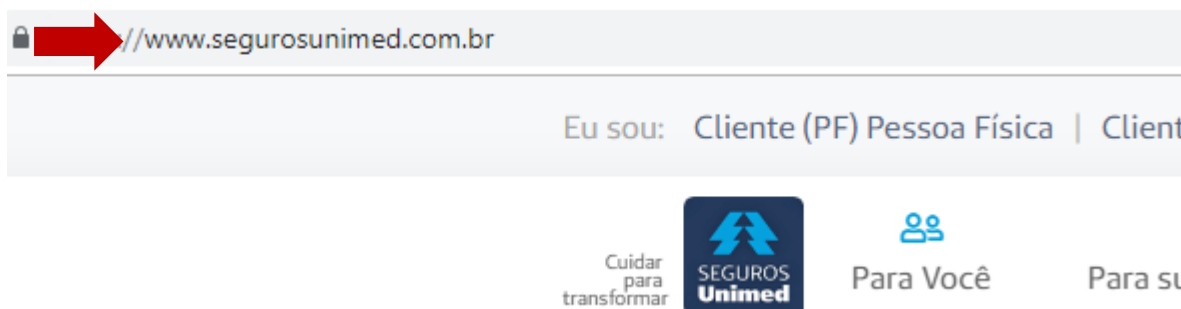 //www.segurosunimed.com.br
Eu sou: Cliente (PF) Pessoa Física | Client
Cuidar
para
transformar
SEGUROS
Unimed
Para Você
Para su